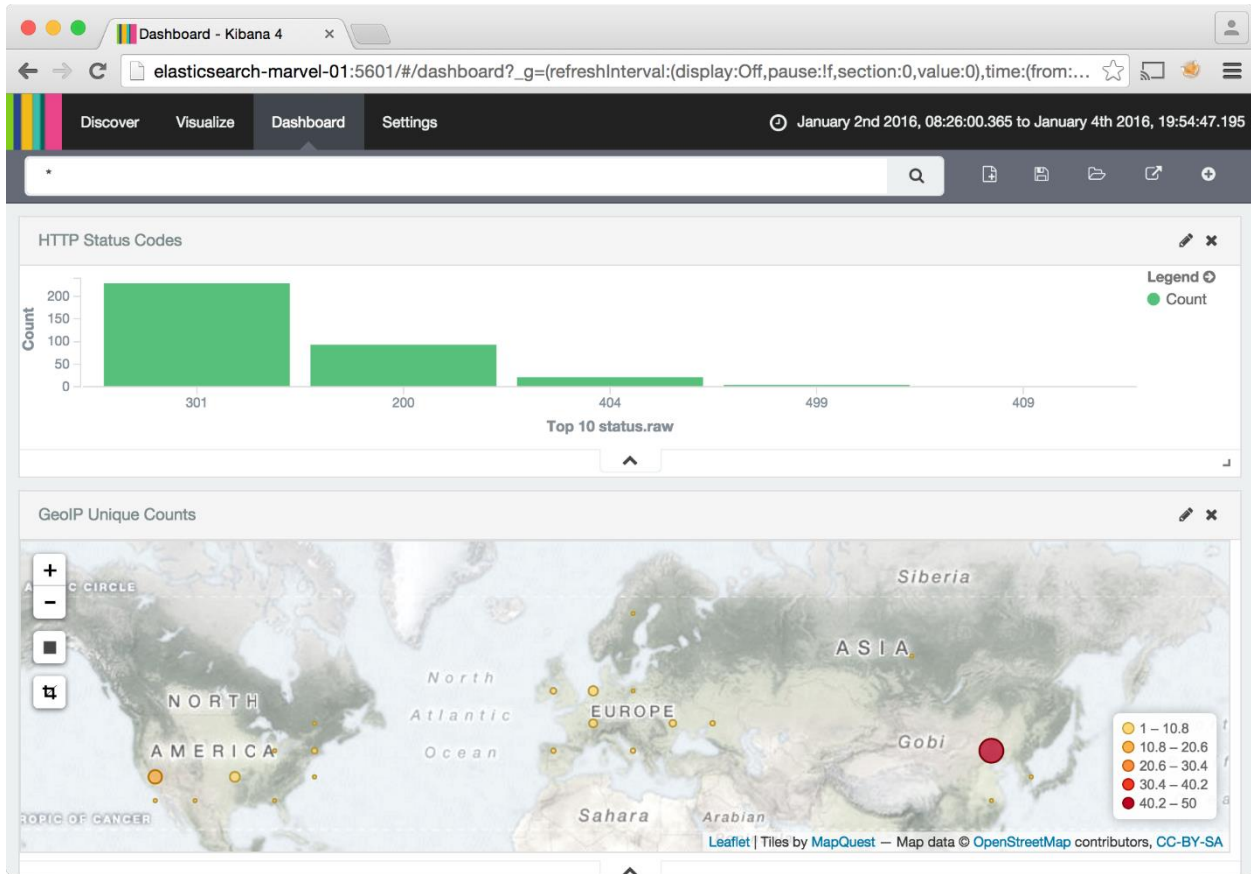 Dashboard - Kibana 4
elasticsearch-marvel-01:5601/#/dashboard?_g=(refreshInterval:(display:Off,pause:!f,section:0,value:0),time:(from:...
Discover Visualize Dashboard Settings January 2nd 2016, 08:26:00.365 to January 4th 2016, 19:54:47.195
*
HTTP Status Codes
Legend
Count
Count
200
150
100
50
0
301 200 404 499 409
Top 10 status.raw
GeoIP Unique Counts
+
−
C CIRCLE
Siberia
ASIA
North
Atlantic
Ocean
NORTH
AMERICA
EUROPE
Gobi
1 – 10.8
10.8 – 20.6
20.6 – 30.4
30.4 – 40.2
40.2 – 50
ROPIC OF CANCER
Sahara
Arabian
Leaflet | Tiles by MapQuest — Map data © OpenStreetMap contributors, CC-BY-SA